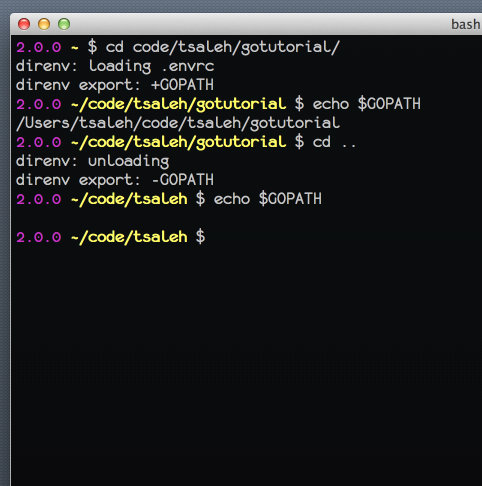 bash
2.0.0 ~ $ cd code/tsaleh/gotutorial/
direnv: loading .envrc
direnv export: +GOPATH
2.0.0 ~/code/tsaleh/gotutorial $ echo $GOPATH
/Users/tsaleh/code/tsaleh/gotutorial
2.0.0 ~/code/tsaleh/gotutorial $ cd ..
direnv: unloading
direnv export: -GOPATH
2.0.0 ~/code/tsaleh $ echo $GOPATH
2.0.0 ~/code/tsaleh $